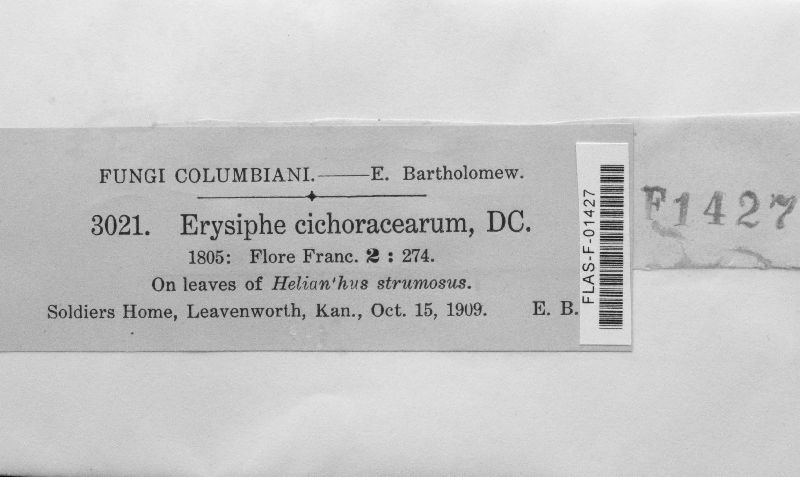 FUNGI COLUMBIANI.——E. Bartholomew.
3021. Erysiphe cichoracearum, DC.
1805: Flore Franc. 2 : 274.
On leaves of Helian'hus strumosus.
Soldiers Home, Leavenworth, Kan., Oct. 15, 1909. E. B.
FLAS-F-01427
F1427